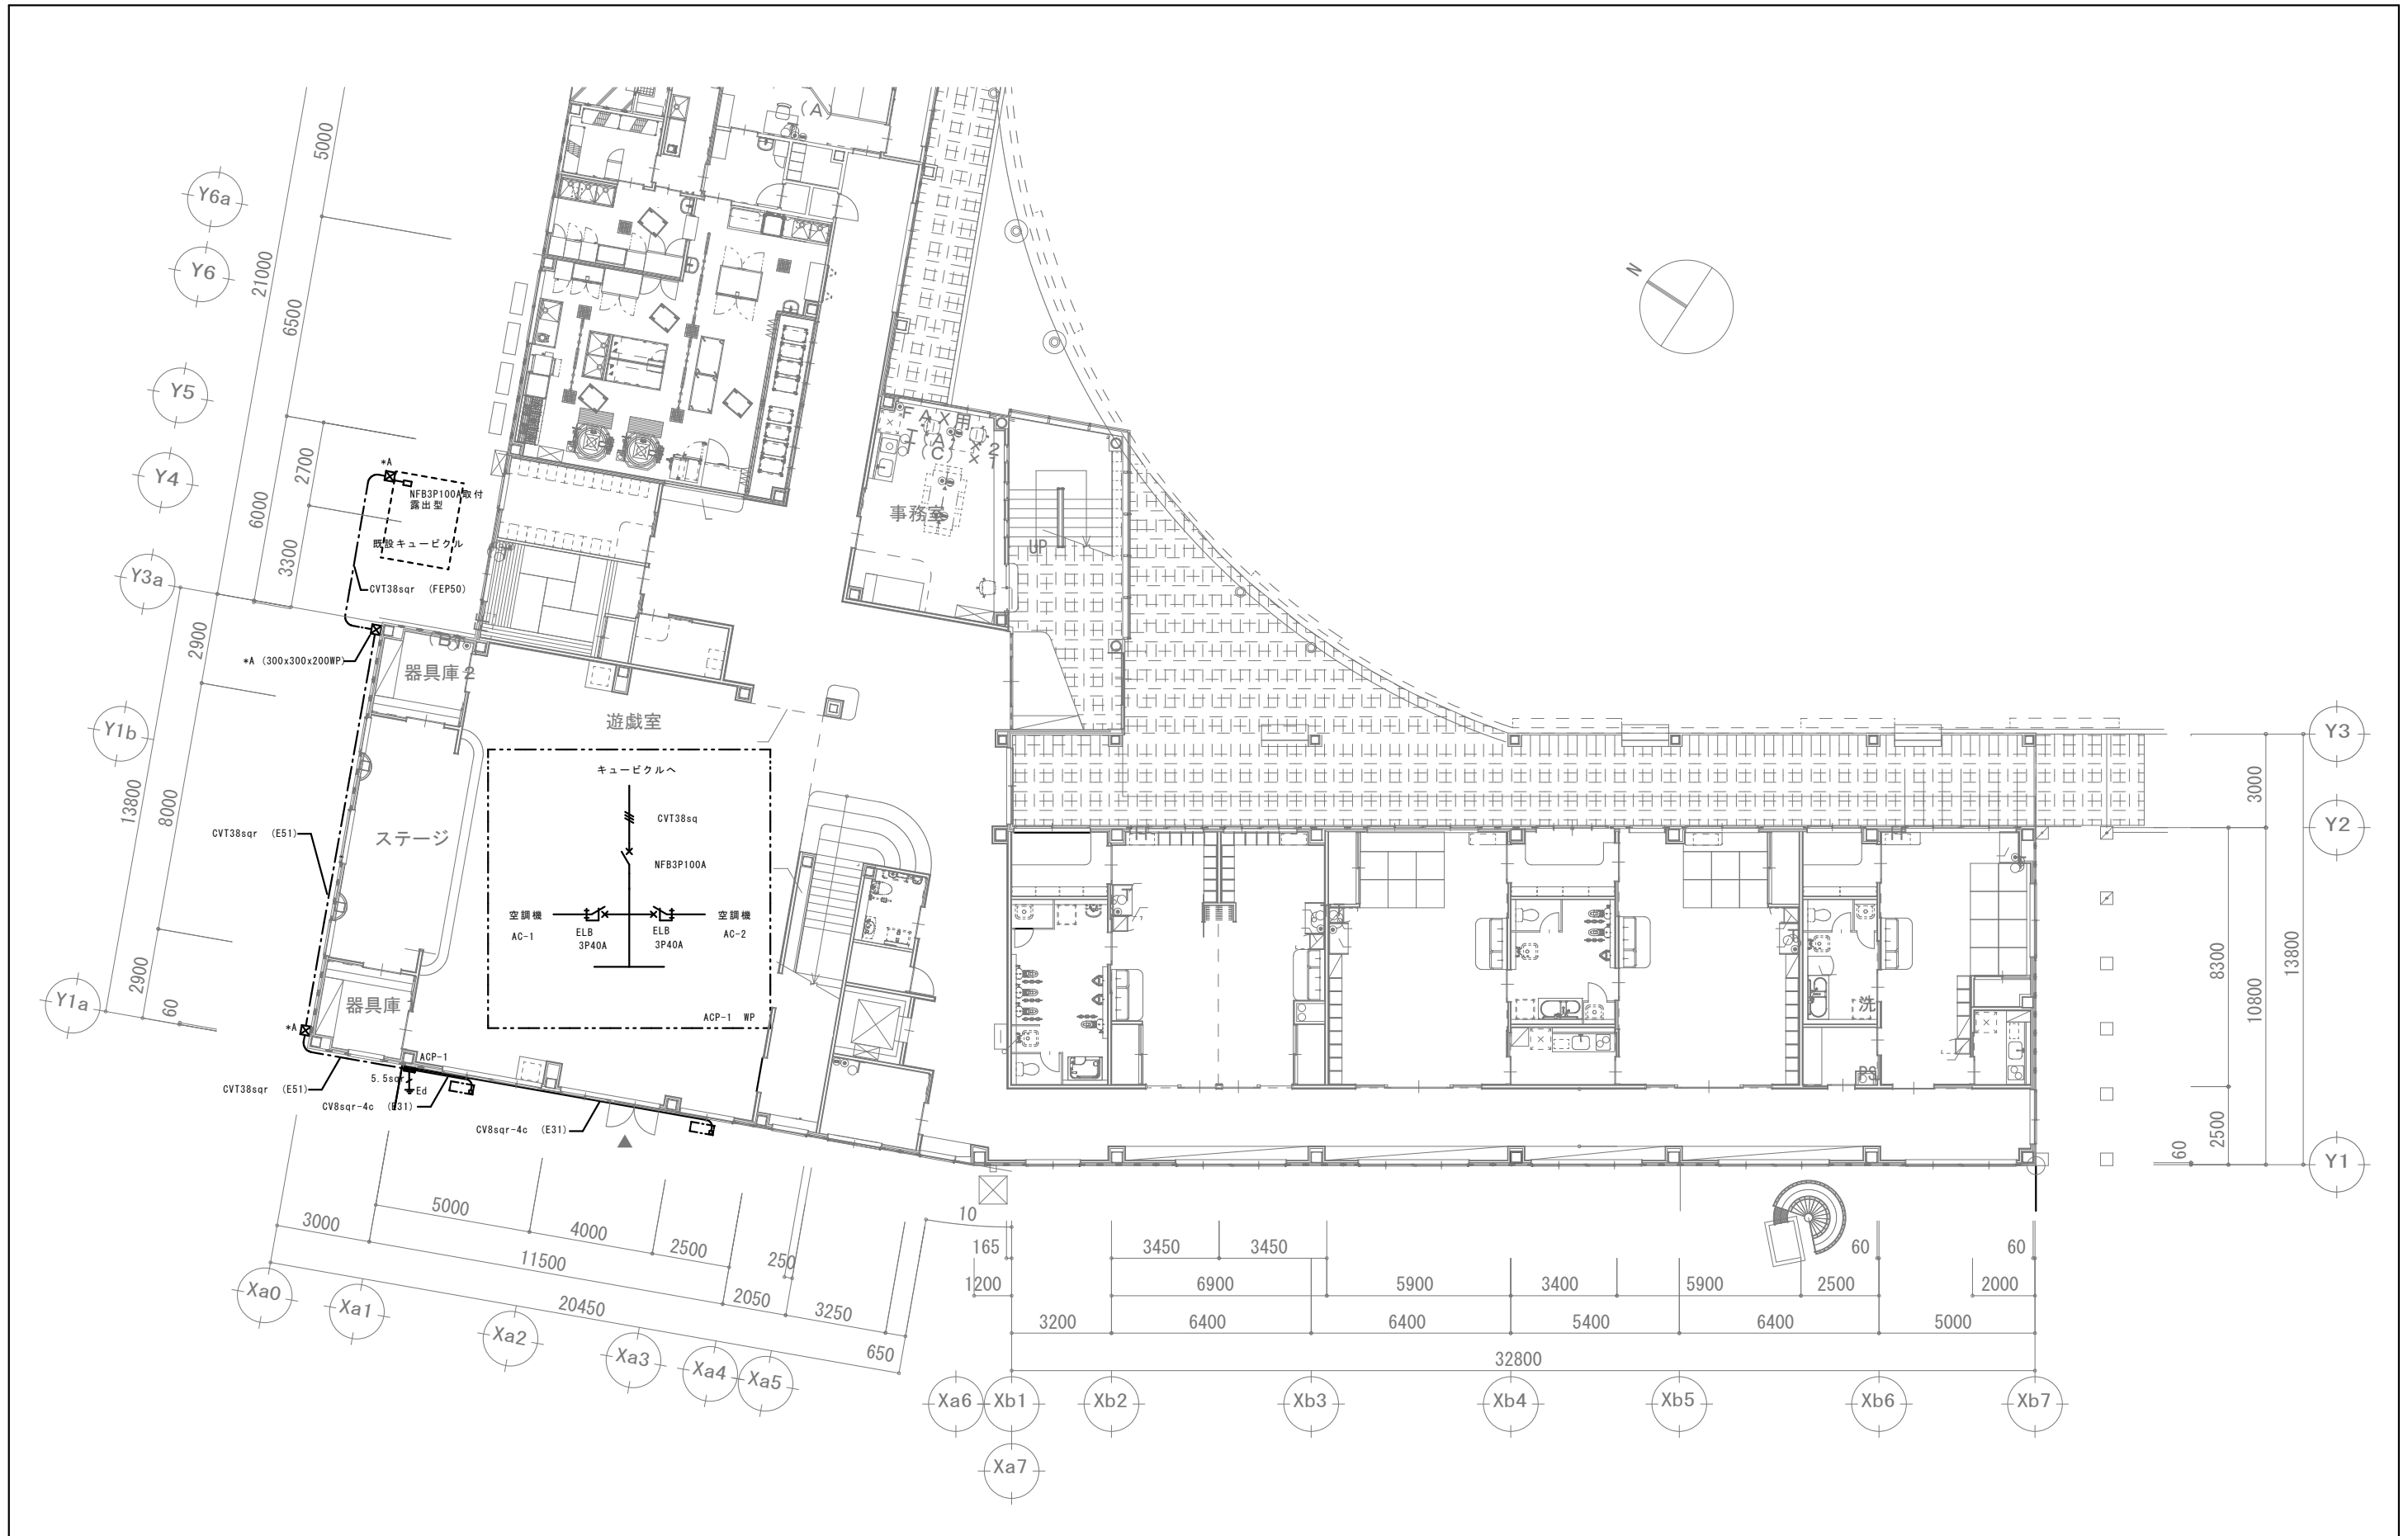 (A)
5000
Y6a
Y6
21000
6500
N
Y5
FAX用
T(A)×2
(C)×1
2700
Y4
*A
NFB3P100A取付
露出型
6000
事務室
既設キュービクル
UP
3300
Y3a
CVT38sqr (FEP50)
2900
*A (300x300x200WP)
器具庫2
遊戯室
Y1b
Y3
キュービクルへ
3000
13800
8000
CVT38sq
Y2
CVT38sqr (E51)
ステージ
NFB3P100A
空調機
空調機
AC-1
ELB
3P40A
ELB
3P40A
AC-2
8300
10800
13800
2900
60
Y1a
器具庫1
洗
*A
ACP-1 WP
ACP-1
PS
5.5sqr
Ed
CVT38sqr (E51)
CV8sqr-4c (E31)
CV8sqr-4c (E31)
2500
60
Y1
3000
5000
4000
2500
250
11500
2050
3250
20450
650
10
165
3450
3450
60
60
1200
6900
5900
3400
5900
2500
2000
3200
6400
6400
5400
6400
5000
32800
Xa0
Xa1
Xa2
Xa3
Xa4
Xa5
Xa6
Xb1
Xb2
Xb3
Xb4
Xb5
Xb6
Xb7
Xa7